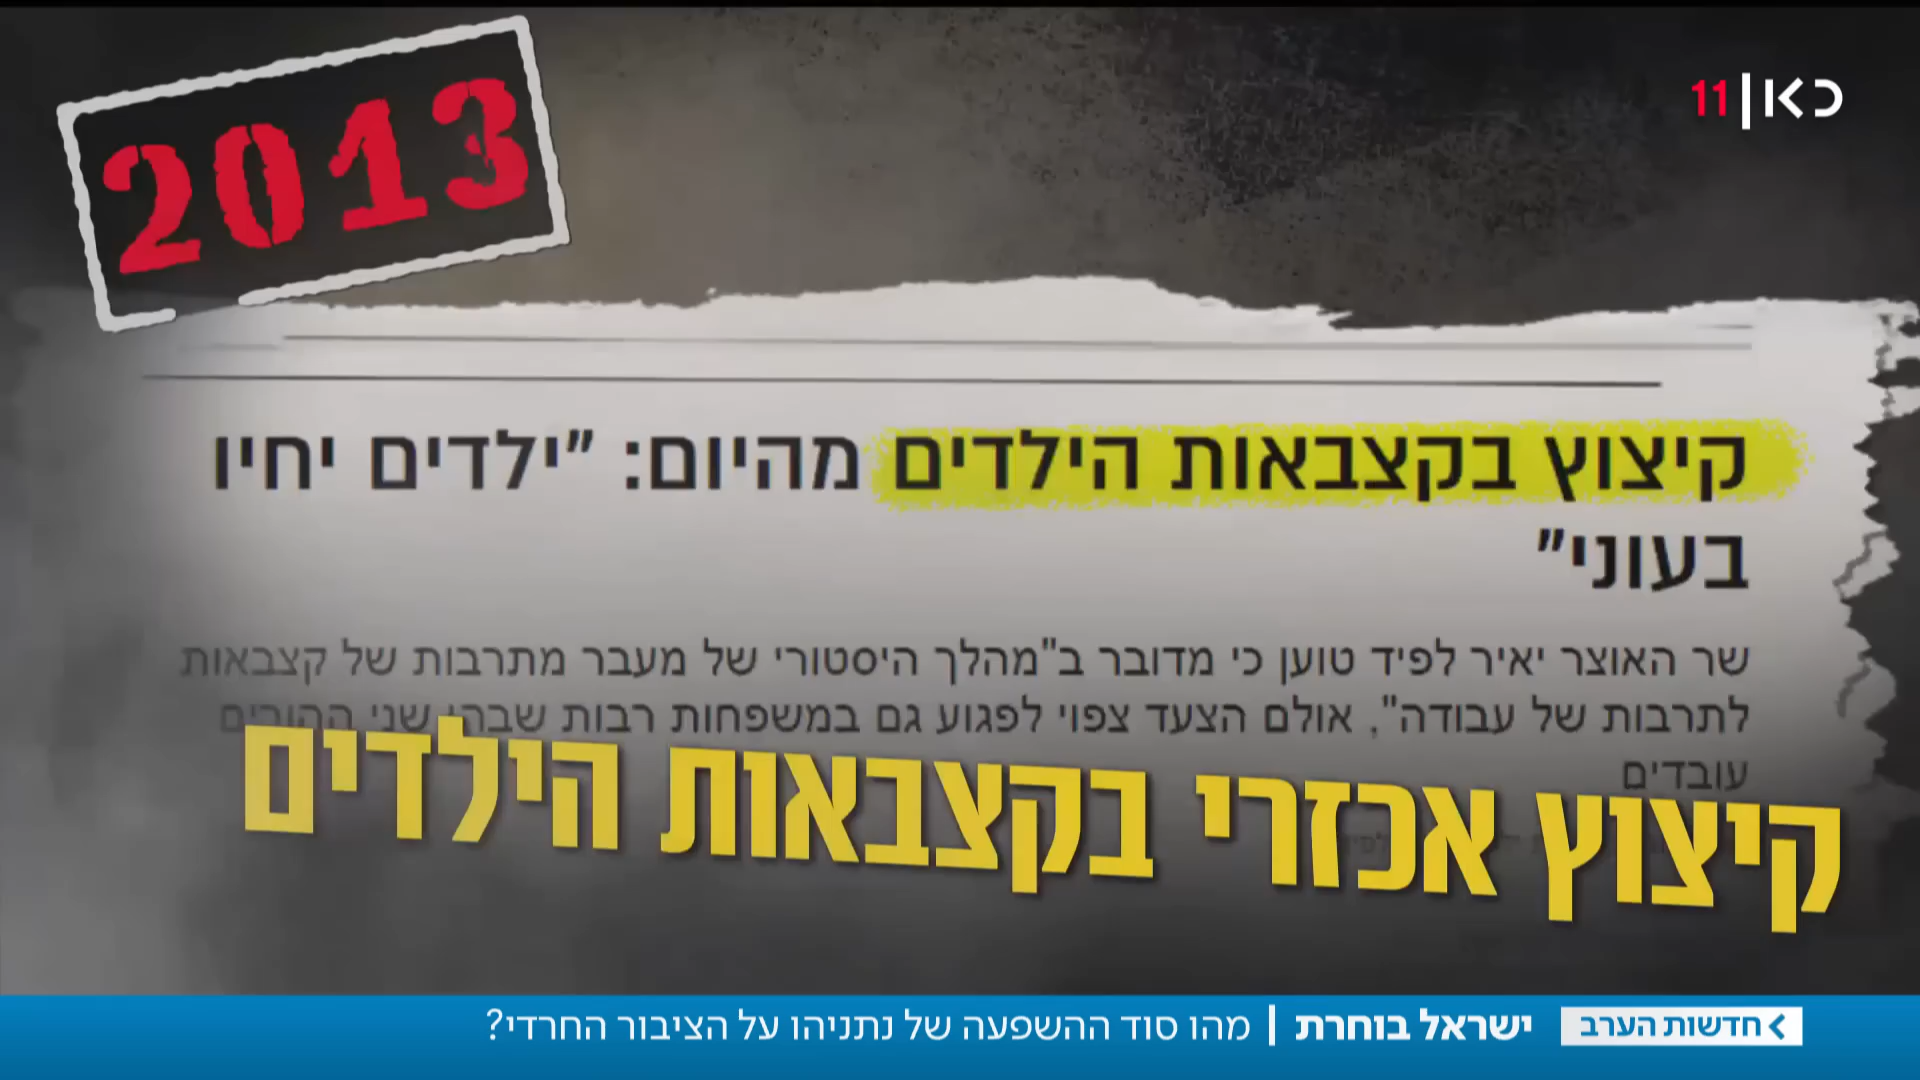 2013
כאן|11
קיצוץ בקצבאות הילדים מהיום: "ילדים יחיו
בעוני"
שר האוצר יאיר לפיד טוען כי מדובר ב"מהלך היסטורי של מעבר מתרבות של קצבאות
לתרבות של עבודה", אולם הצעד צפוי לפגוע גם במשפחות רבות שבהן שני ההורים
עובדים
קיצוץ אכזרי בקצבאות הילדים
חדשות הערב
ישראל בוחרת | מהו סוד ההשפעה של נתניהו על הציבור החרדי?